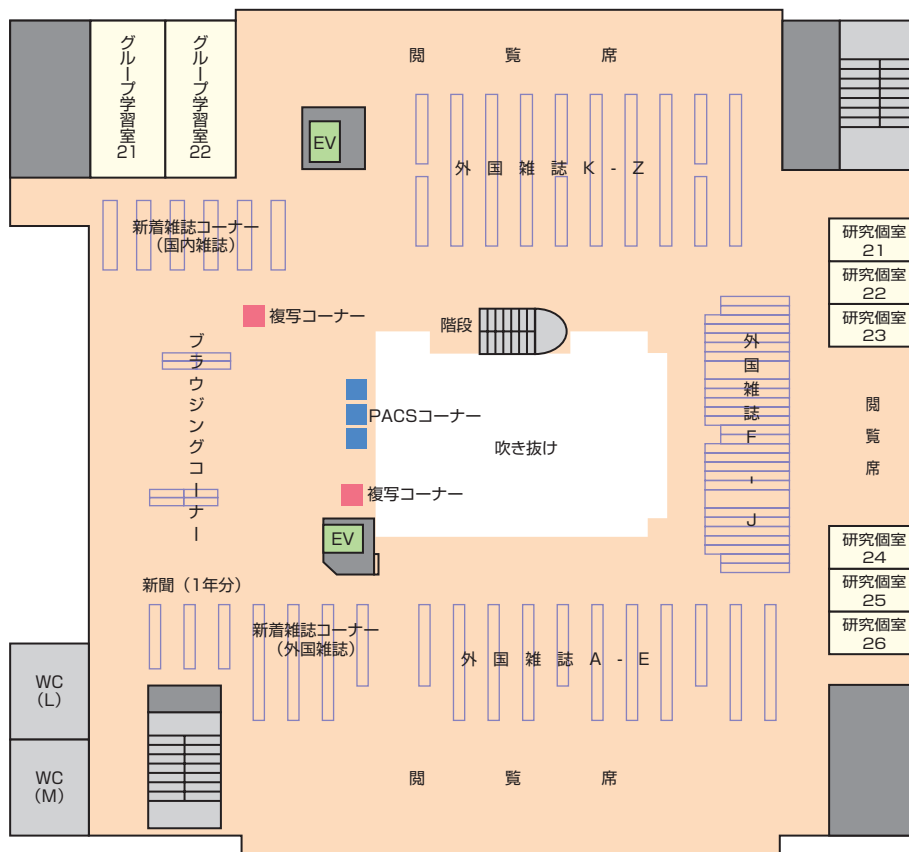 グループ学習室21
グループ学習室22
閲覧席
EV
外国雑誌K-Z
新着雑誌コーナー
（国内雑誌）
研究個室
21
研究個室
22
研究個室
23
複写コーナー
階段
ブラウジングコーナー
外国雑誌F-J
PACSコーナー
閲覧席
吹き抜け
複写コーナー
EV
研究個室
24
研究個室
25
研究個室
26
新聞（1年分）
新着雑誌コーナー
（外国雑誌）
外国雑誌A-E
WC
（L）
WC
（M）
閲覧席